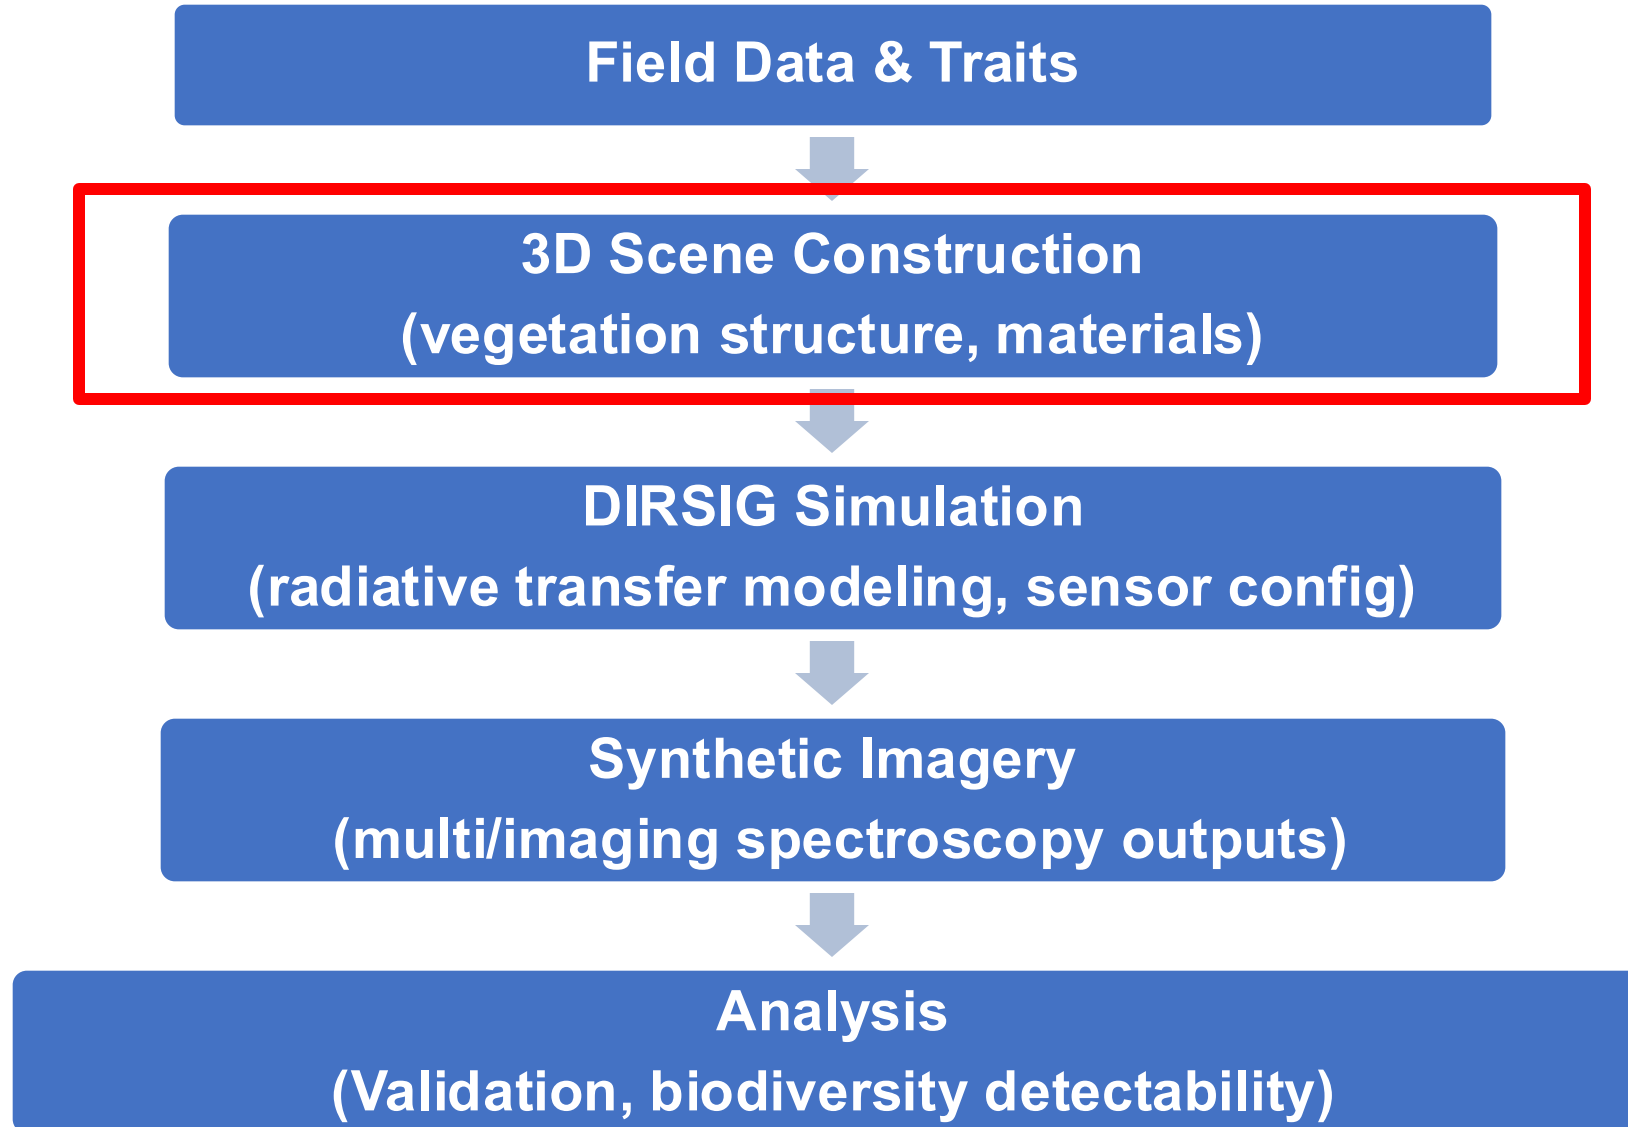 Field Data & Traits
3D Scene Construction
(vegetation structure, materials)
DIRSIG Simulation
(radiative transfer modeling, sensor config)
Synthetic Imagery
(multi/imaging spectroscopy outputs)
Analysis
(Validation, biodiversity detectability)